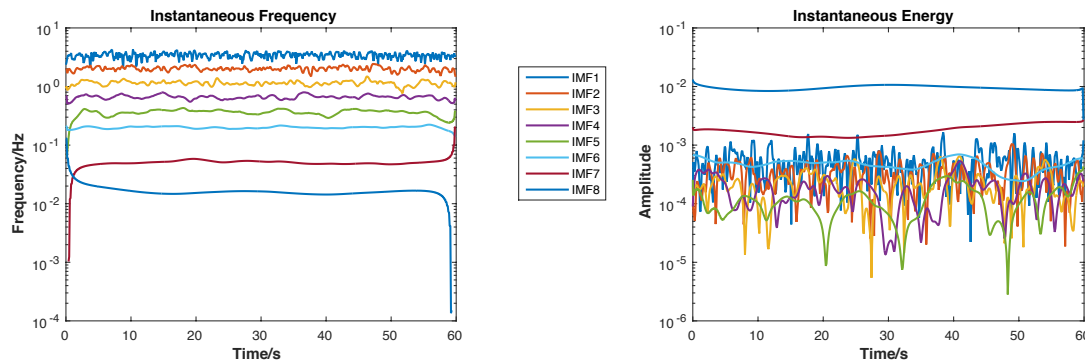 Instantaneous Frequency
10^1
10^0
10^-1
10^-2
10^-3
10^-4
Frequency/Hz
0 10 20 30 40 50 60
Time/s
IMF1
IMF2
IMF3
IMF4
IMF5
IMF6
IMF7
IMF8
Instantaneous Energy
10^-1
10^-2
10^-3
10^-4
10^-5
10^-6
Amplitude
0 10 20 30 40 50 60
Time/s